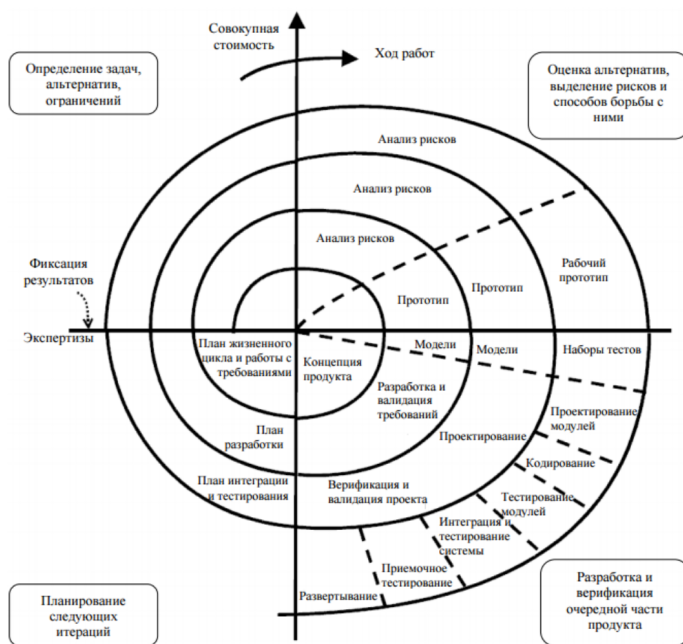 Совокупная
стоимость
Ход работ
Определение задач,
альтернатив,
ограничений
Оценка альтернатив,
выделение рисков и
способов борьбы с
ними
Анализ рисков
Анализ рисков
Анализ рисков
Фиксация
результатов
Рабочий
прототип
Прототип
Прототип
Экспертизы
План жизненного
цикла и работы с
требованиями
Концепция
продукта
Модели
Модели
Наборы тестов
Разработка и
валидация
требований
Проектирование
модулей
План
разработки
Проектирование
Кодирование
План интеграции
и тестирования
Верификация и
валидация проекта
Тестирование
модулей
Интеграция и
тестирование
системы
Приемочное
тестирование
Развертывание
Планирование
следующих
итераций
Разработка и
верификация
очередной части
продукта